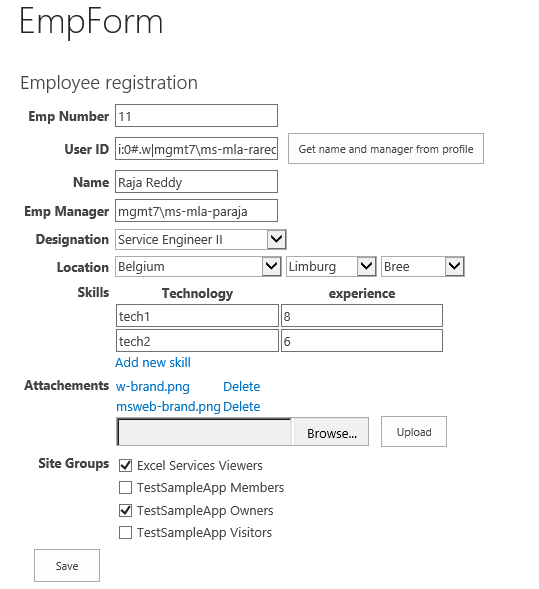 EmpForm
Employee registration
Emp Number 11
User ID i:0#.w|mgmt7\ms-mla-rarec Get name and manager from profile
Name Raja Reddy
Emp Manager mgmt7\ms-mla-paraja
Designation Service Engineer II
Location Belgium Limburg Bree
Skills Technology experience
tech1 8
tech2 6
Add new skill
Attachements w-brand.png Delete
msweb-brand.png Delete
Browse... Upload
Site Groups Excel Services Viewers
TestSampleApp Members
TestSampleApp Owners
TestSampleApp Visitors
Save